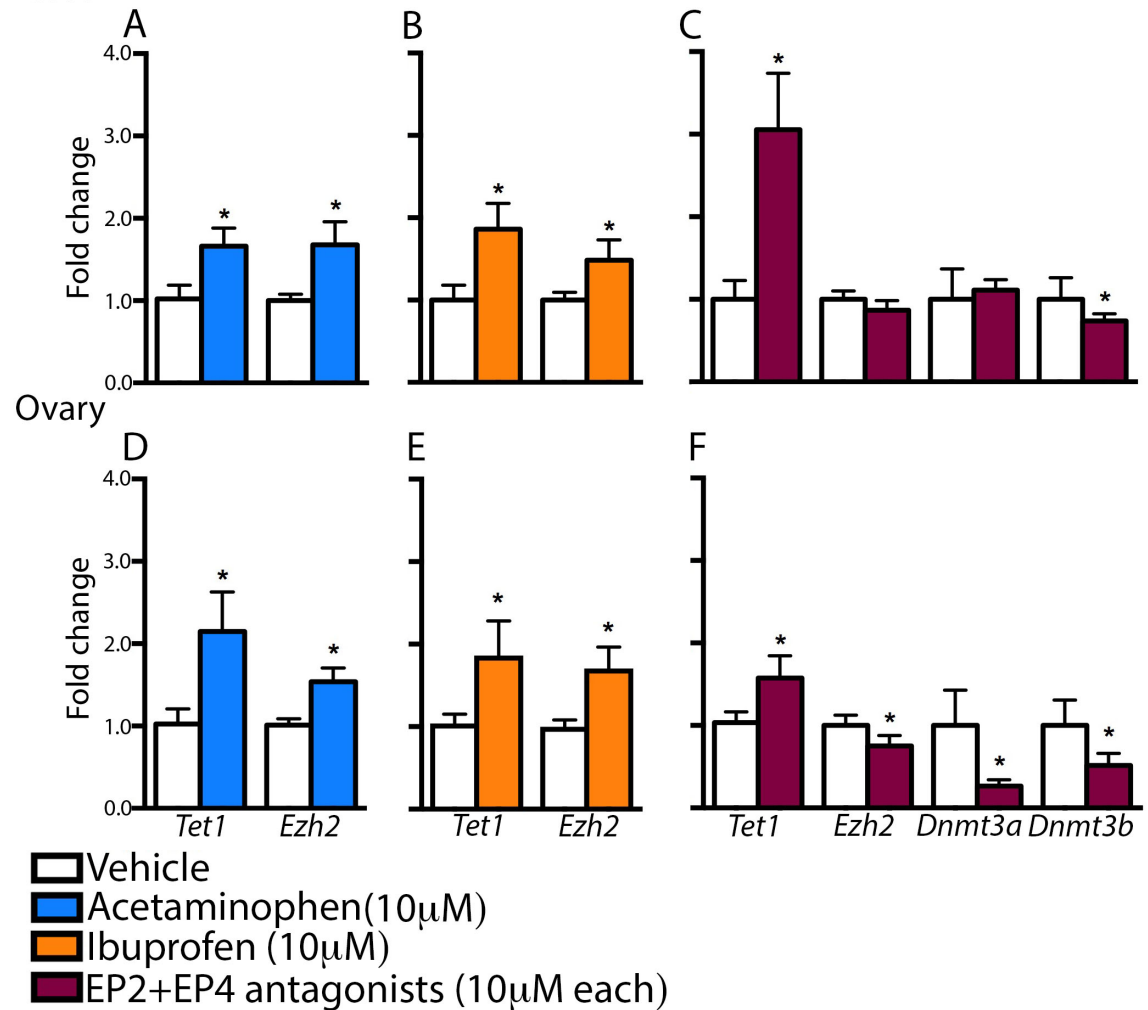 A B C
4.0
3.0
2.0
1.0
0.0
Fold change
* * * * * *
Ovary
D E F
4.0
3.0
2.0
1.0
0.0
Fold change
* * * * * * * *
Tet1 Ezh2 Tet1 Ezh2 Tet1 Ezh2 Dnmt3a Dnmt3b
Vehicle
Acetaminophen(10μM)
Ibuprofen (10μM)
EP2+EP4 antagonists (10μM each)